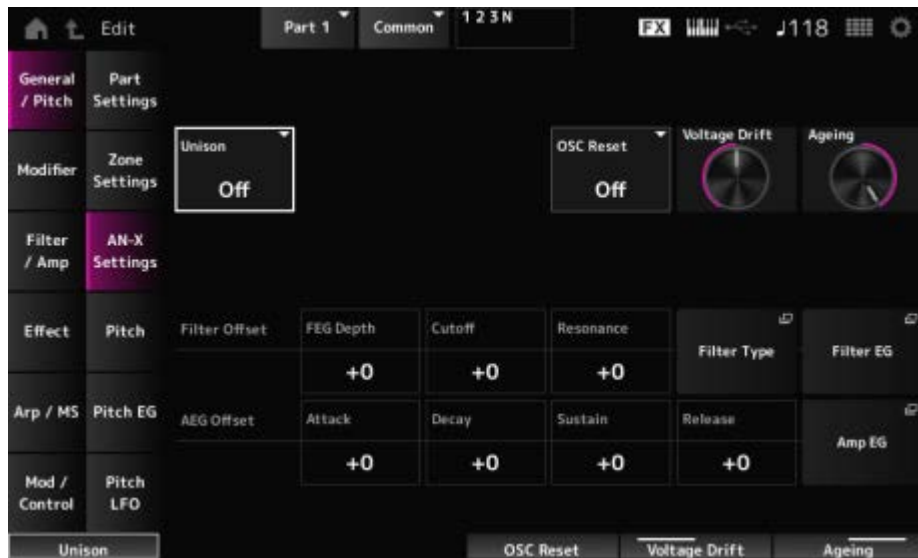 Edit Part 1 Common 1 2 3 N FX ♩118
General / Pitch
Part Settings
Modifier
Zone Settings
Unison
Off
OSC Reset
Off
Voltage Drift
Ageing
Filter / Amp
AN-X Settings
Effect
Pitch
Filter Offset
FEG Depth
+0
Cutoff
+0
Resonance
+0
Filter Type
Filter EG
Arp / MS
Pitch EG
AEG Offset
Attack
+0
Decay
+0
Sustain
+0
Release
+0
Amp EG
Mod / Control
Pitch LFO
Unison OSC Reset Voltage Drift Ageing